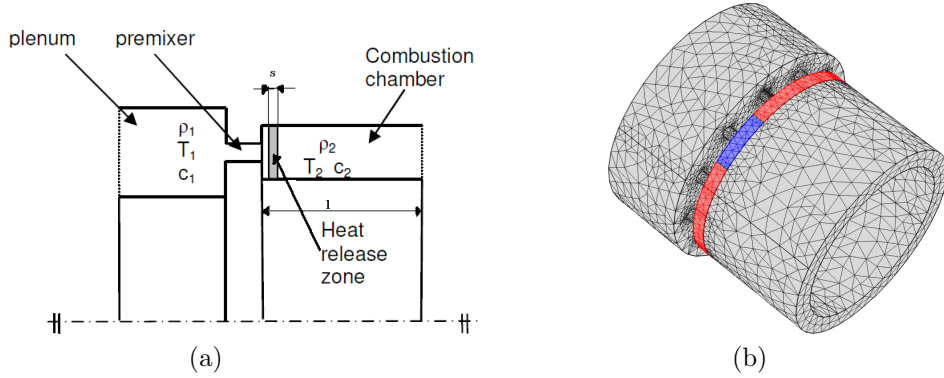 plenum
premixer
Combustion
chamber
s
ρ₁
T₁
c₁
ρ₂
T₂ c₂
l
Heat
release
zone
(a)
(b)